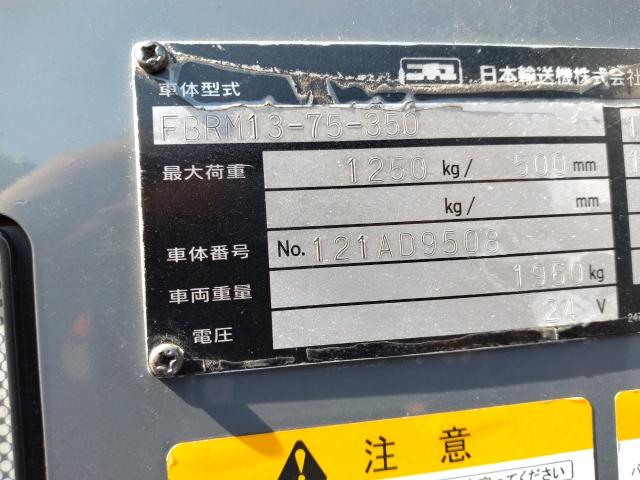 日本輸送機株式会社
車体型式
FBRM13-75-350
最大荷重 1250 kg/ 500 mm
kg/ mm
車体番号 No. 121AD9508
車両重量 1960kg
電圧 24 V
注意